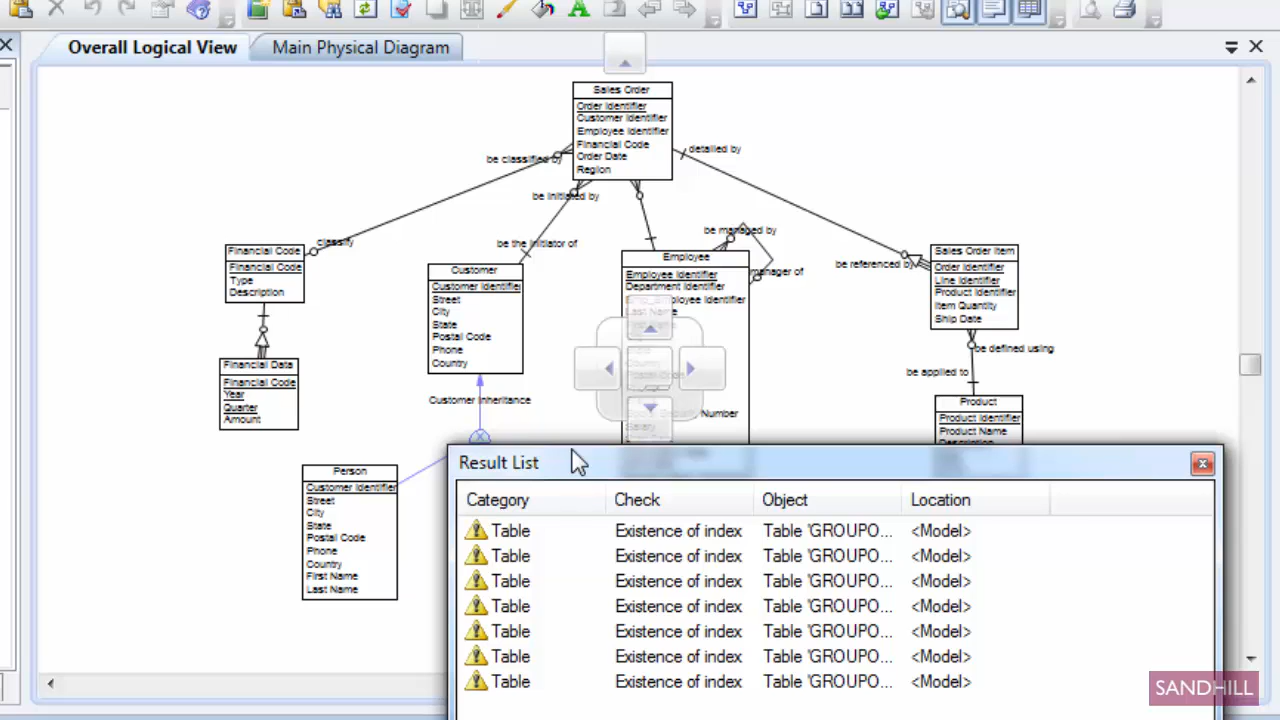 Overall Logical View
Main Physical Diagram
Sales Order
Order Identifier
Customer Identifier
Employee Identifier
Financial Code
Order Date
Region
be classified by
detailed by
be initiated by
classify
be the initiator of
be managed by
manager of
be referenced by
Financial Code
Financial Code
Type
Description
Customer
Customer Identifier
Street
City
State
Postal Code
Phone
Country
Employee
Employee Identifier
Department Identifier
Employee Identifier
Last Name
Number
Salary
Sales Order Item
Order Identifier
Line Identifier
Product Identifier
Item Quantity
Ship Date
be defined using
be applied to
Financial Data
Financial Code
Year
Quarter
Amount
Customer Inheritance
Product
Product Identifier
Product Name
Description
Person
Customer Identifier
Street
City
State
Postal Code
Phone
Country
First Name
Last Name
Result List
Category Check Object Location
Table Existence of index Table 'GROUPO... <Model>
Table Existence of index Table 'GROUPO... <Model>
Table Existence of index Table 'GROUPO... <Model>
Table Existence of index Table 'GROUPO... <Model>
Table Existence of index Table 'GROUPO... <Model>
Table Existence of index Table 'GROUPO... <Model>
Table Existence of index Table 'GROUPO... <Model>
SANDHILL